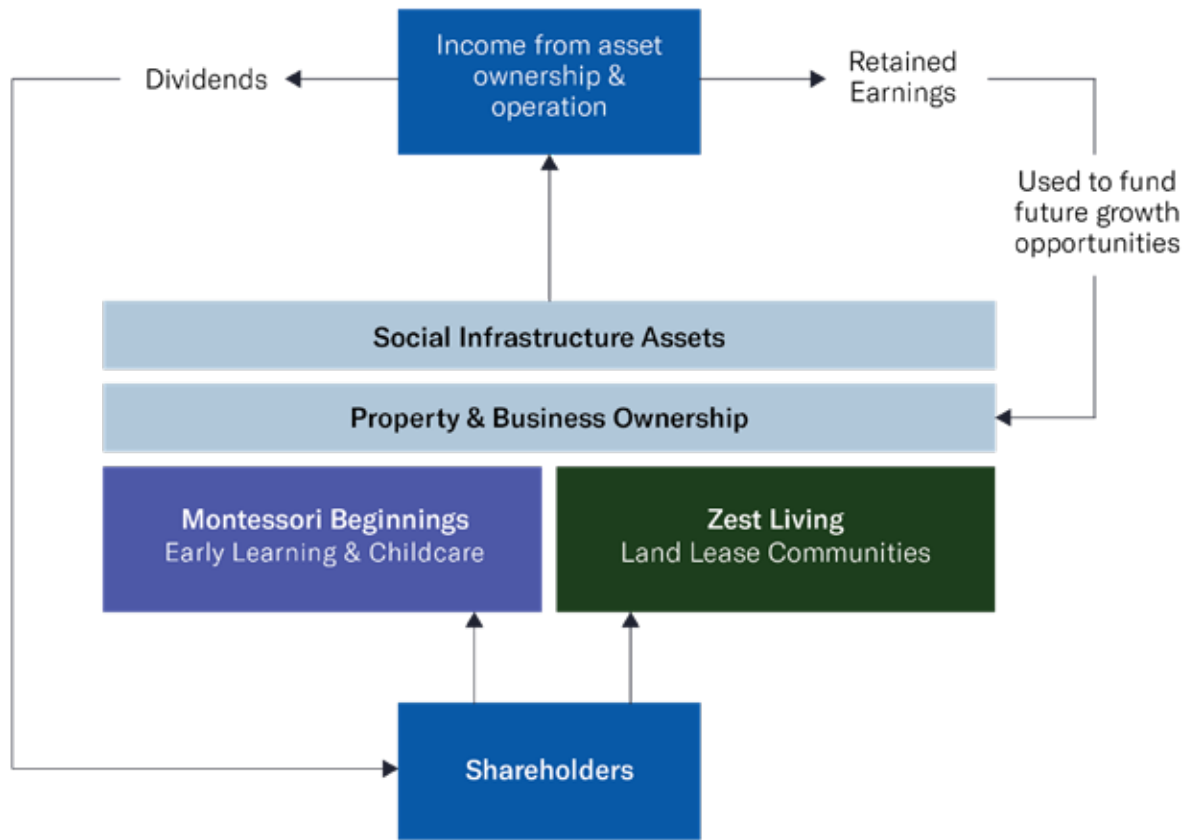 Income from asset
ownership &
operation
Dividends
Retained
Earnings
Used to fund
future growth
opportunities
Social Infrastructure Assets
Property & Business Ownership
Montessori Beginnings
Early Learning & Childcare
Zest Living
Land Lease Communities
Shareholders